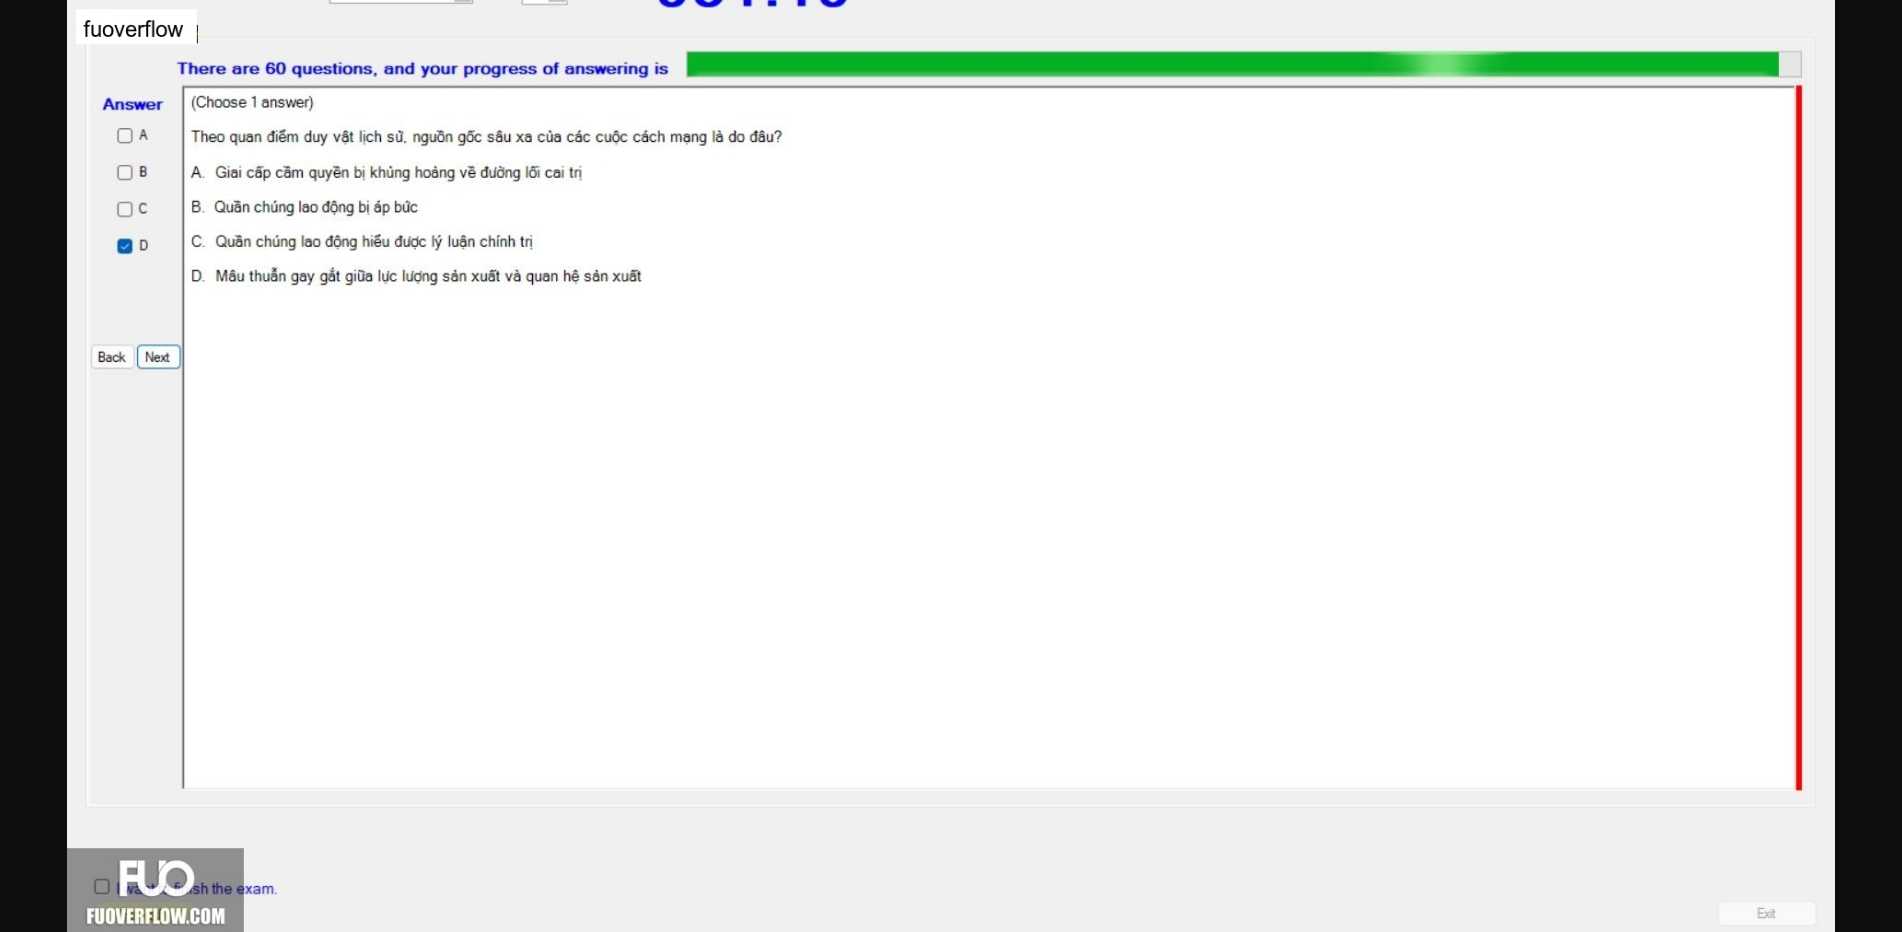 fuoverflow
There are 60 questions, and your progress of answering is
Answer
(Choose 1 answer)
A
Theo quan điểm duy vật lịch sử, nguồn gốc sâu xa của các cuộc cách mạng là do đâu?
B
A. Giai cấp cầm quyền bị khủng hoảng về đường lối cai trị
C
B. Quần chúng lao động bị áp bức
D
C. Quần chúng lao động hiểu được lý luận chính trị
D. Mâu thuẫn gay gắt giữa lực lượng sản xuất và quan hệ sản xuất
Back Next
FUO
the exam.
FUOVERFLOW.COM
Exit